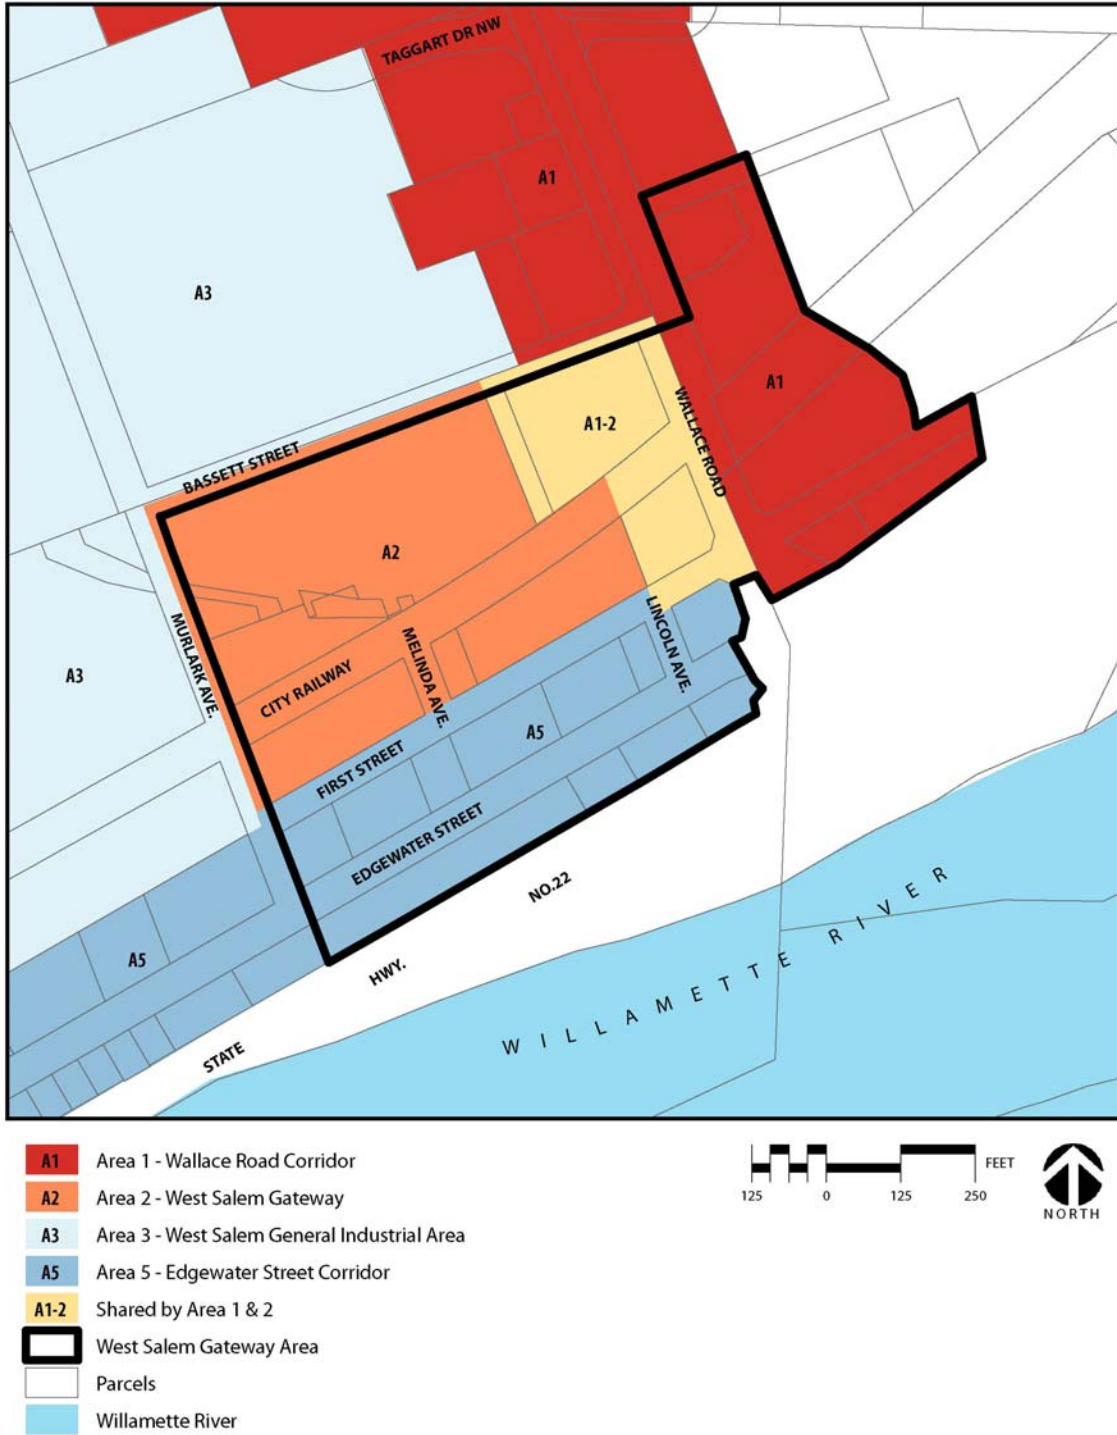 TAGGART DR NW
A1
A3
A1
WALLACE ROAD
A1-2
BASSETT STREET
A2
MURLARK AVE.
LINCOLN AVE.
MELINDA AVE.
A3
CITY RAILWAY
A5
FIRST STREET
EDGEWATER STREET
A5
STATE HWY. NO.22
WILLAMETTE RIVER
A1 Area 1 - Wallace Road Corridor
A2 Area 2 - West Salem Gateway
A3 Area 3 - West Salem General Industrial Area
A5 Area 5 - Edgewater Street Corridor
A1-2 Shared by Area 1 & 2
West Salem Gateway Area
Parcels
Willamette River
FEET
125 0 125 250
NORTH